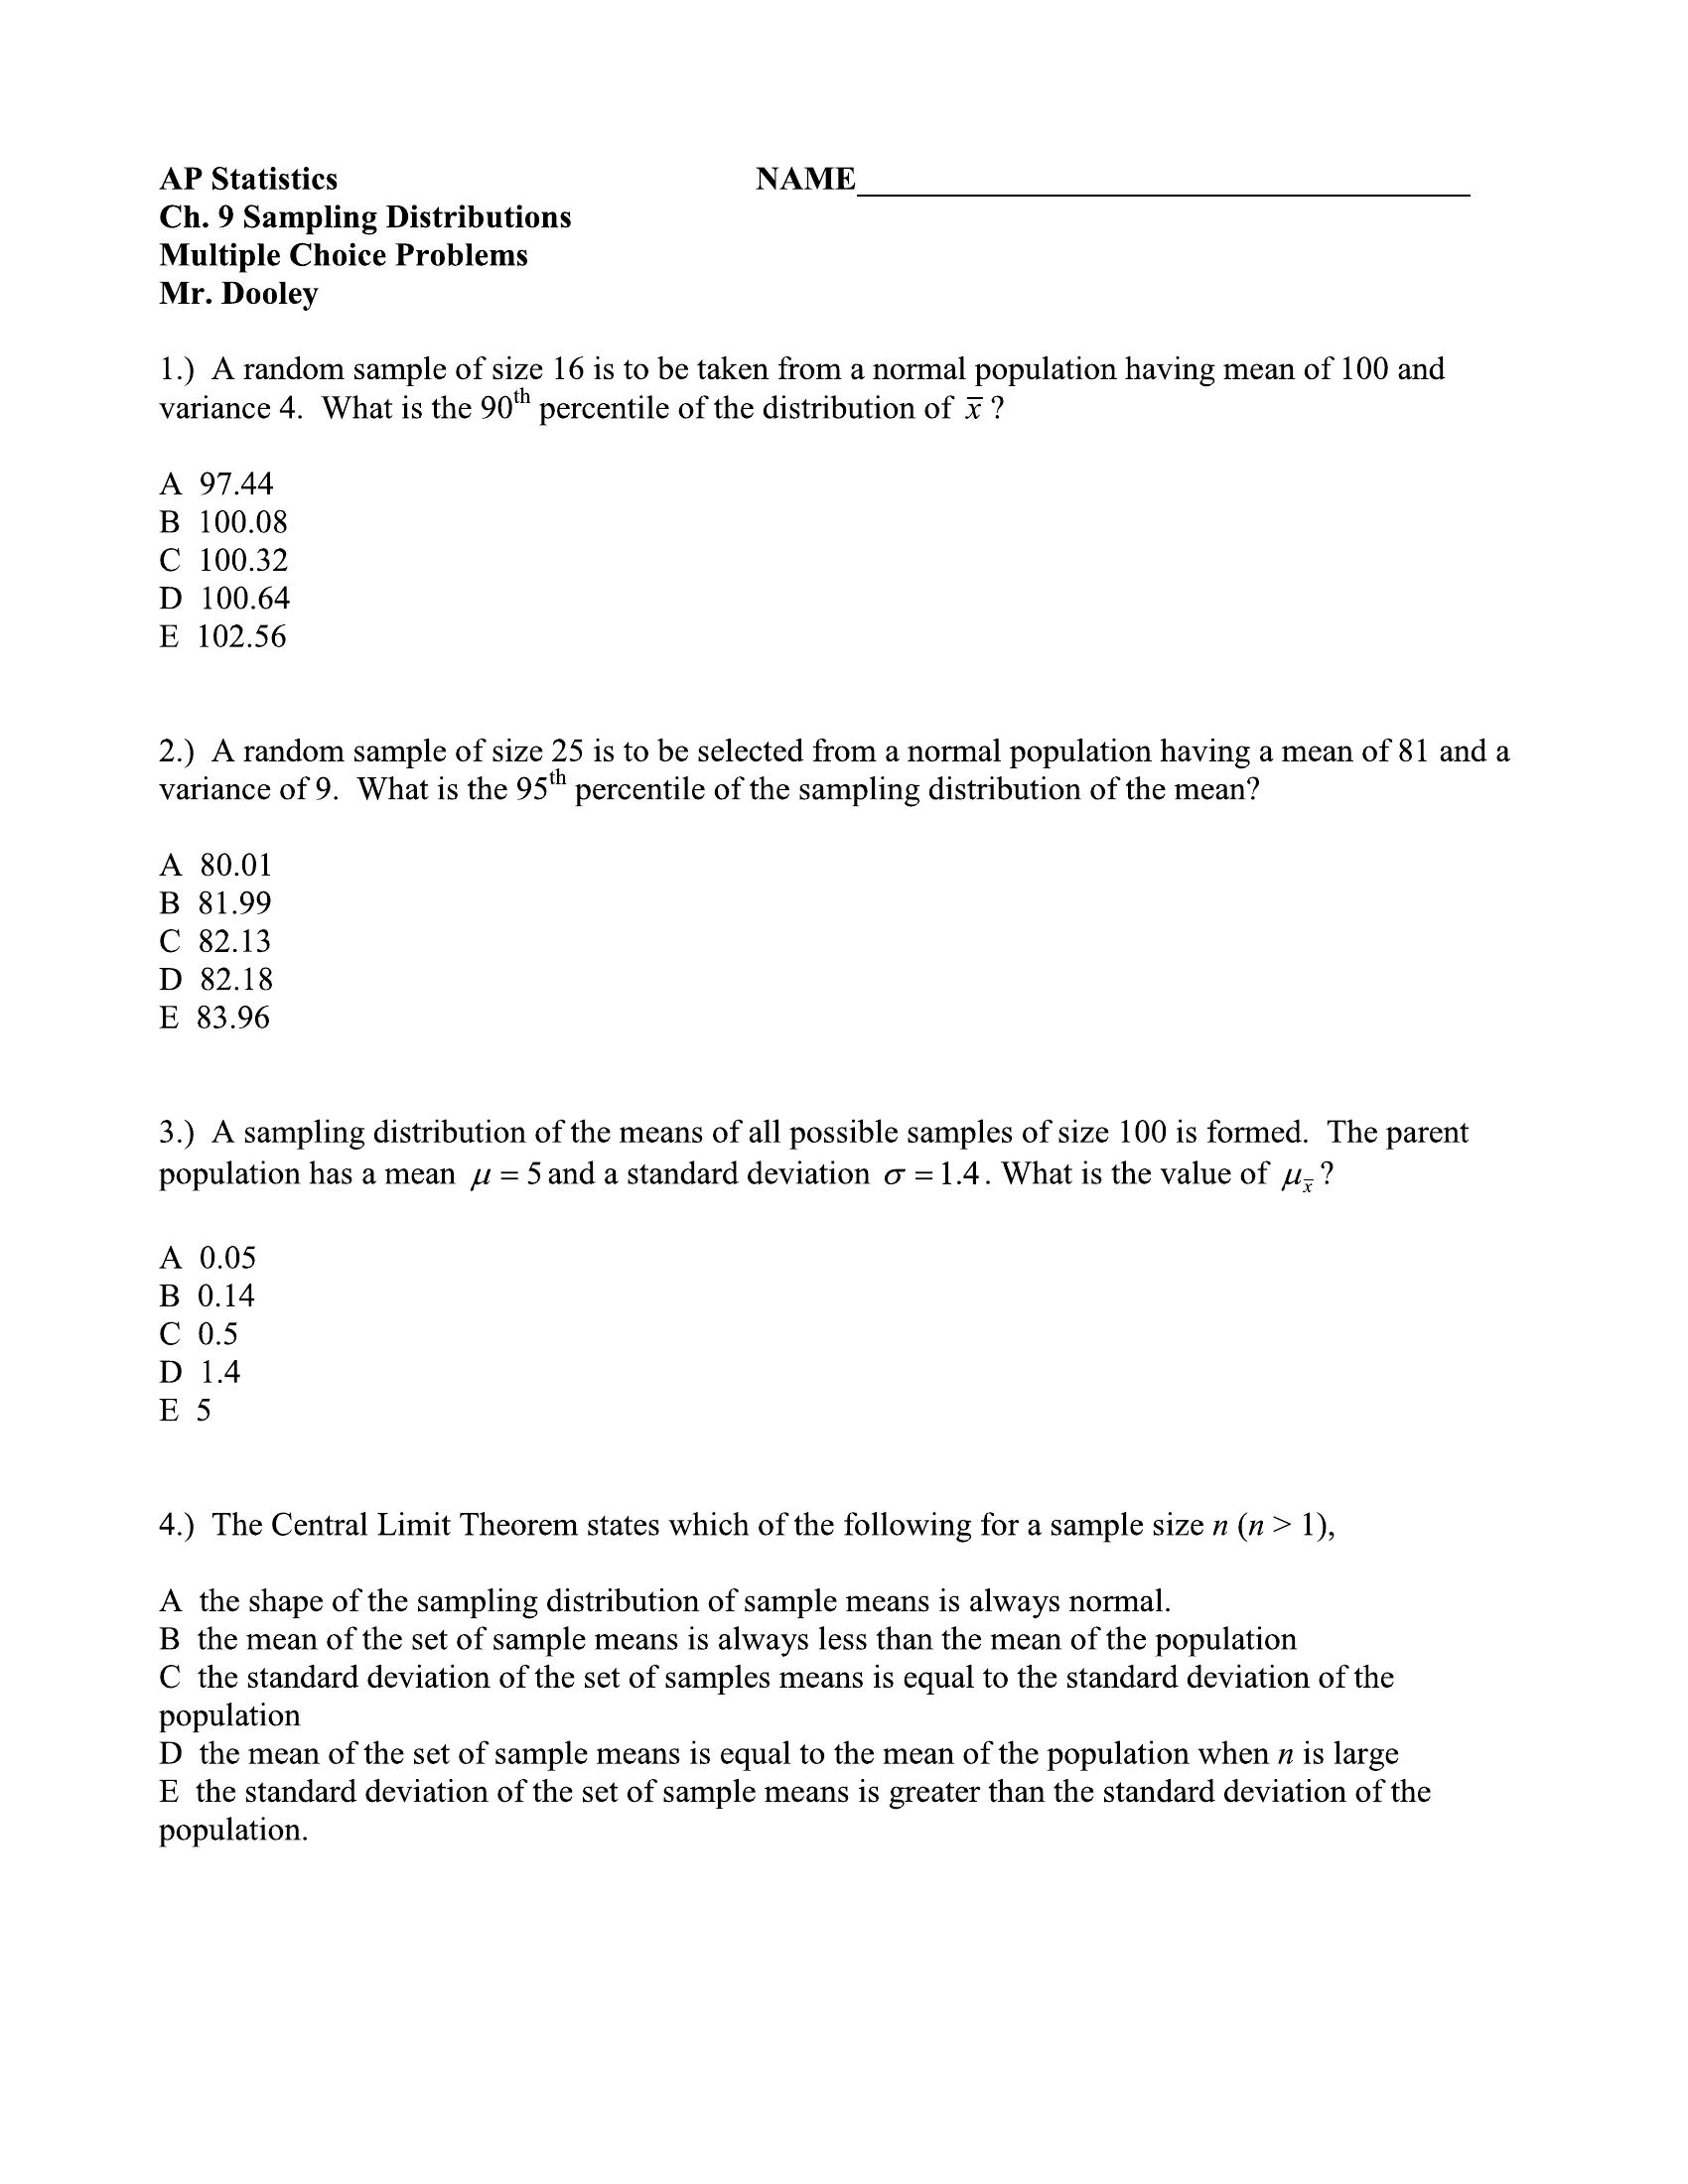 AP Statistics NAME
Ch. 9 Sampling Distributions
Multiple Choice Problems
Mr. Dooley
1.) A random sample of size 16 is to be taken from a normal population having mean of 100 and
variance 4. What is the 90th percentile of the distribution of x̅ ?
A 97.44
B 100.08
C 100.32
D 100.64
E 102.56
2.) A random sample of size 25 is to be selected from a normal population having a mean of 81 and a
variance of 9. What is the 95th percentile of the sampling distribution of the mean?
A 80.01
B 81.99
C 82.13
D 82.18
E 83.96
3.) A sampling distribution of the means of all possible samples of size 100 is formed. The parent
population has a mean μ = 5 and a standard deviation σ = 1.4. What is the value of μx̅ ?
A 0.05
B 0.14
C 0.5
D 1.4
E 5
4.) The Central Limit Theorem states which of the following for a sample size n (n > 1),
A the shape of the sampling distribution of sample means is always normal.
B the mean of the set of sample means is always less than the mean of the population
C the standard deviation of the set of samples means is equal to the standard deviation of the
population
D the mean of the set of sample means is equal to the mean of the population when n is large
E the standard deviation of the set of sample means is greater than the standard deviation of the
population.